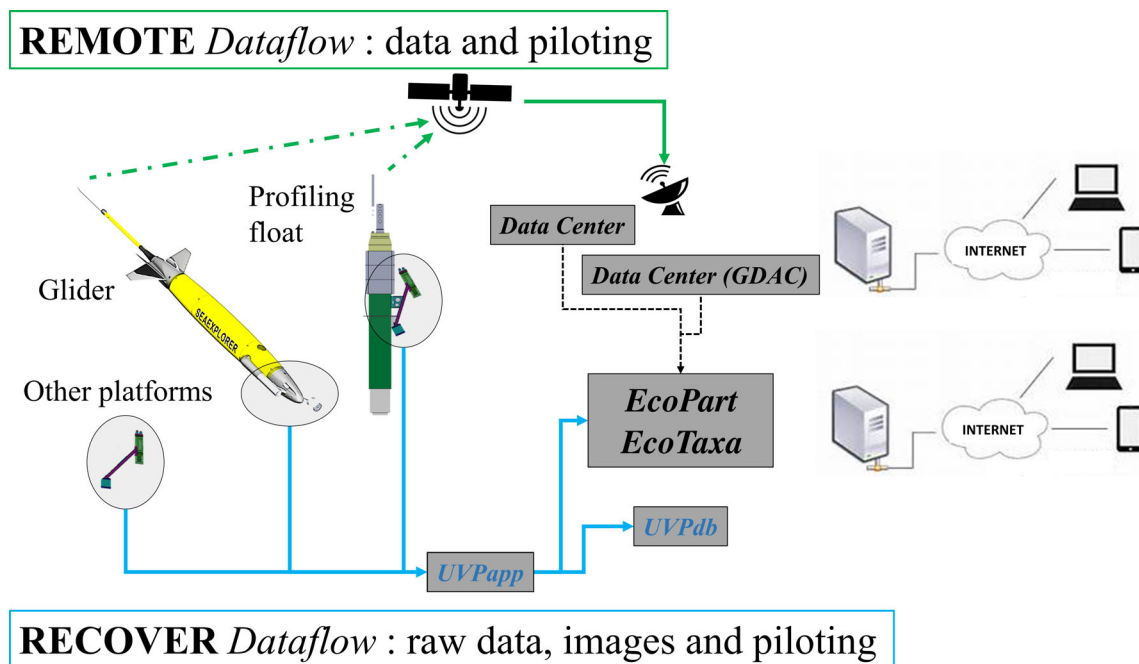 REMOTE Dataflow : data and piloting
Profiling
float
Glider
SEAEXPLORER
Other platforms
Data Center
Data Center (GDAC)
INTERNET
EcoPart
EcoTaxa
INTERNET
UVPdb
UVPapp
RECOVER Dataflow : raw data, images and piloting